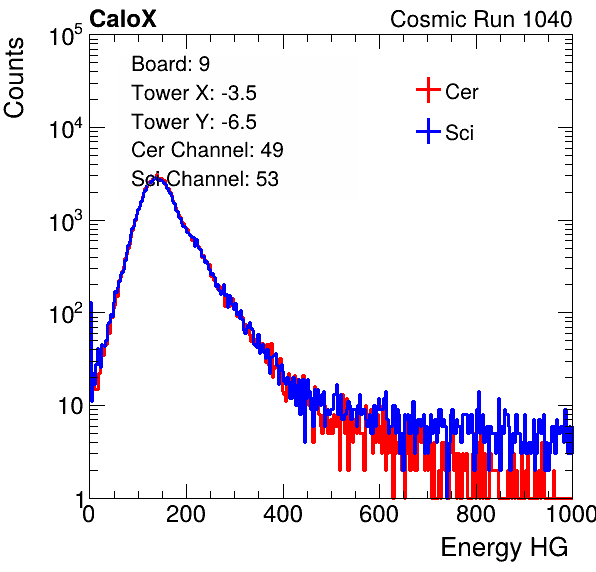 CaloX
Cosmic Run 1040
Counts
Board: 9
Tower X: -3.5
Tower Y: -6.5
Cer Channel: 49
Sci Channel: 53
Cer
Sci
10^5
10^4
10^3
10^2
10
1
0 200 400 600 800 1000
Energy HG